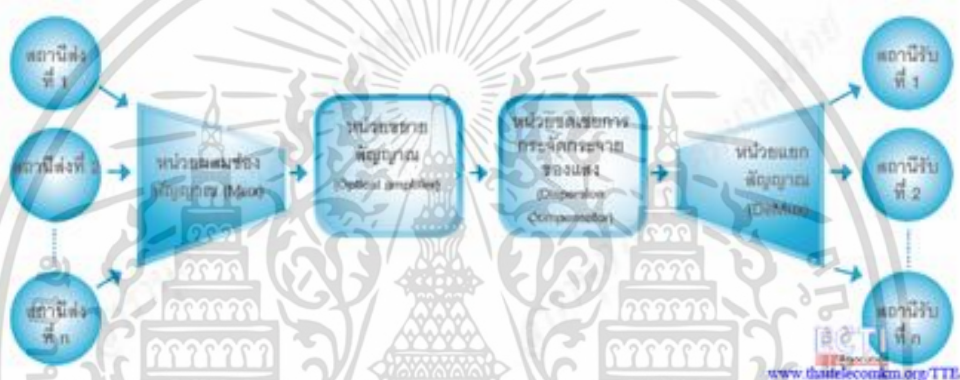 สถานีส่ง
ที่ 1
สถานีส่งที่ 2
สถานีส่ง
ที่ n
หน่วยผสมช่อง
สัญญาณ (Mux)
หน่วยขยาย
สัญญาณ
(Optical amplifier)
หน่วยชดเชยการ
กระจัดกระจาย
ของแสง
(Dispersion
Compensator)
หน่วยแยก
สัญญาณ
(DeMux)
สถานีรับ
ที่ 1
สถานีรับ
ที่ 2
สถานีรับ
ที่ n
www.thaitelecomkm.org/TTE